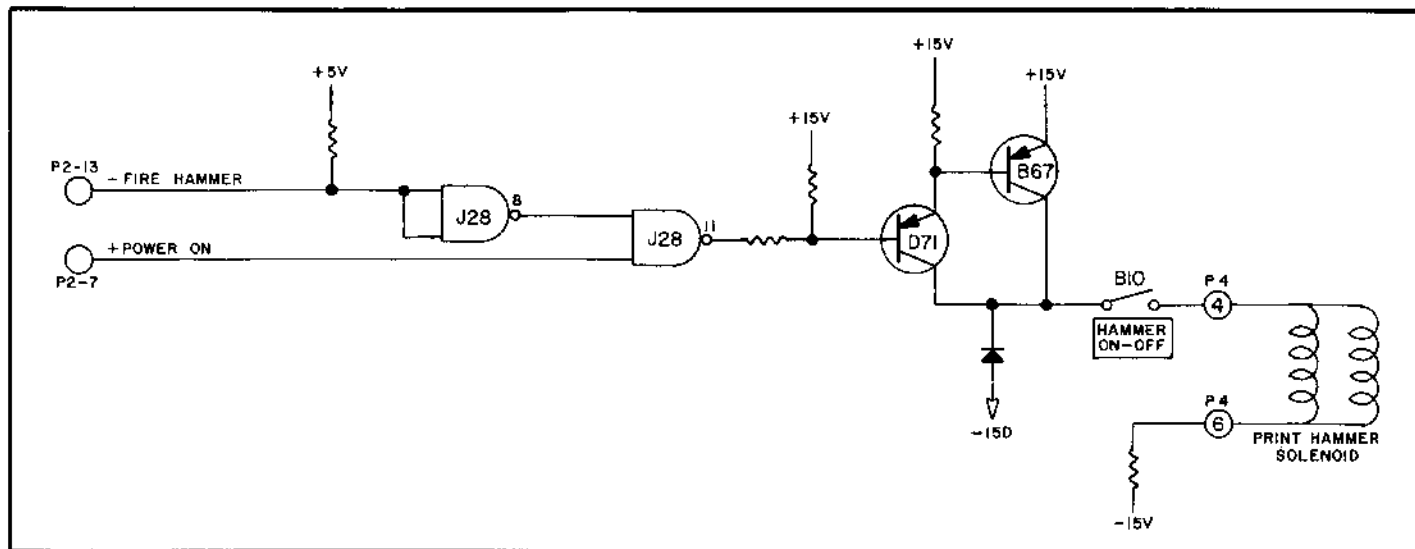 +5V
+15V
+15V
+15V
P2-13
- FIRE HAMMER
J28
8
P2-7
+ POWER ON
J28
11
D71
B67
B10
HAMMER
ON-OFF
P4
4
-15D
P4
6
PRINT HAMMER
SOLENOID
-15V